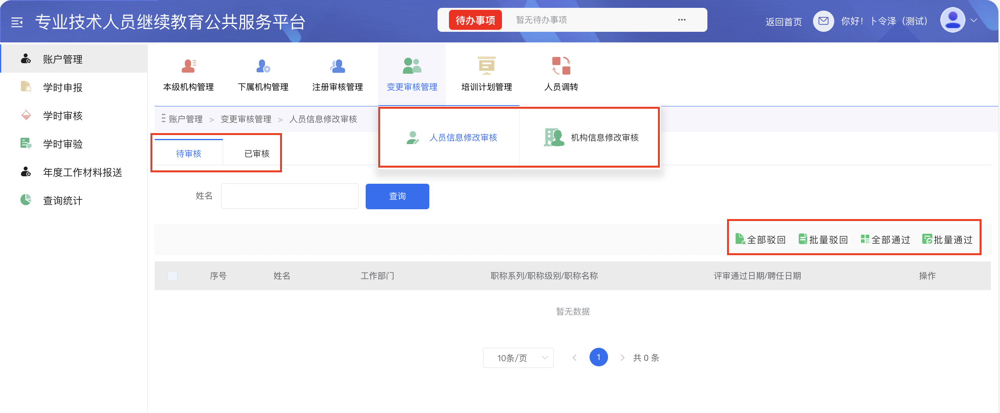 专业技术人员继续教育公共服务平台
待办事项 暂无待办事项 ···
返回首页 你好！卜令泽（测试）
账户管理
学时申报
学时审核
学时审验
年度工作材料报送
查询统计
本级机构管理 下属机构管理 注册审核管理 变更审核管理 培训计划管理 人员调转
账户管理 > 变更审核管理 > 人员信息修改审核
人员信息修改审核 机构信息修改审核
待审核 已审核
姓名 查询
全部驳回 批量驳回 全部通过 批量通过
序号 姓名 工作部门 职称系列/职称级别/职称名称 评审通过日期/聘任日期 操作
暂无数据
10条/页 < 1 > 共 0 条